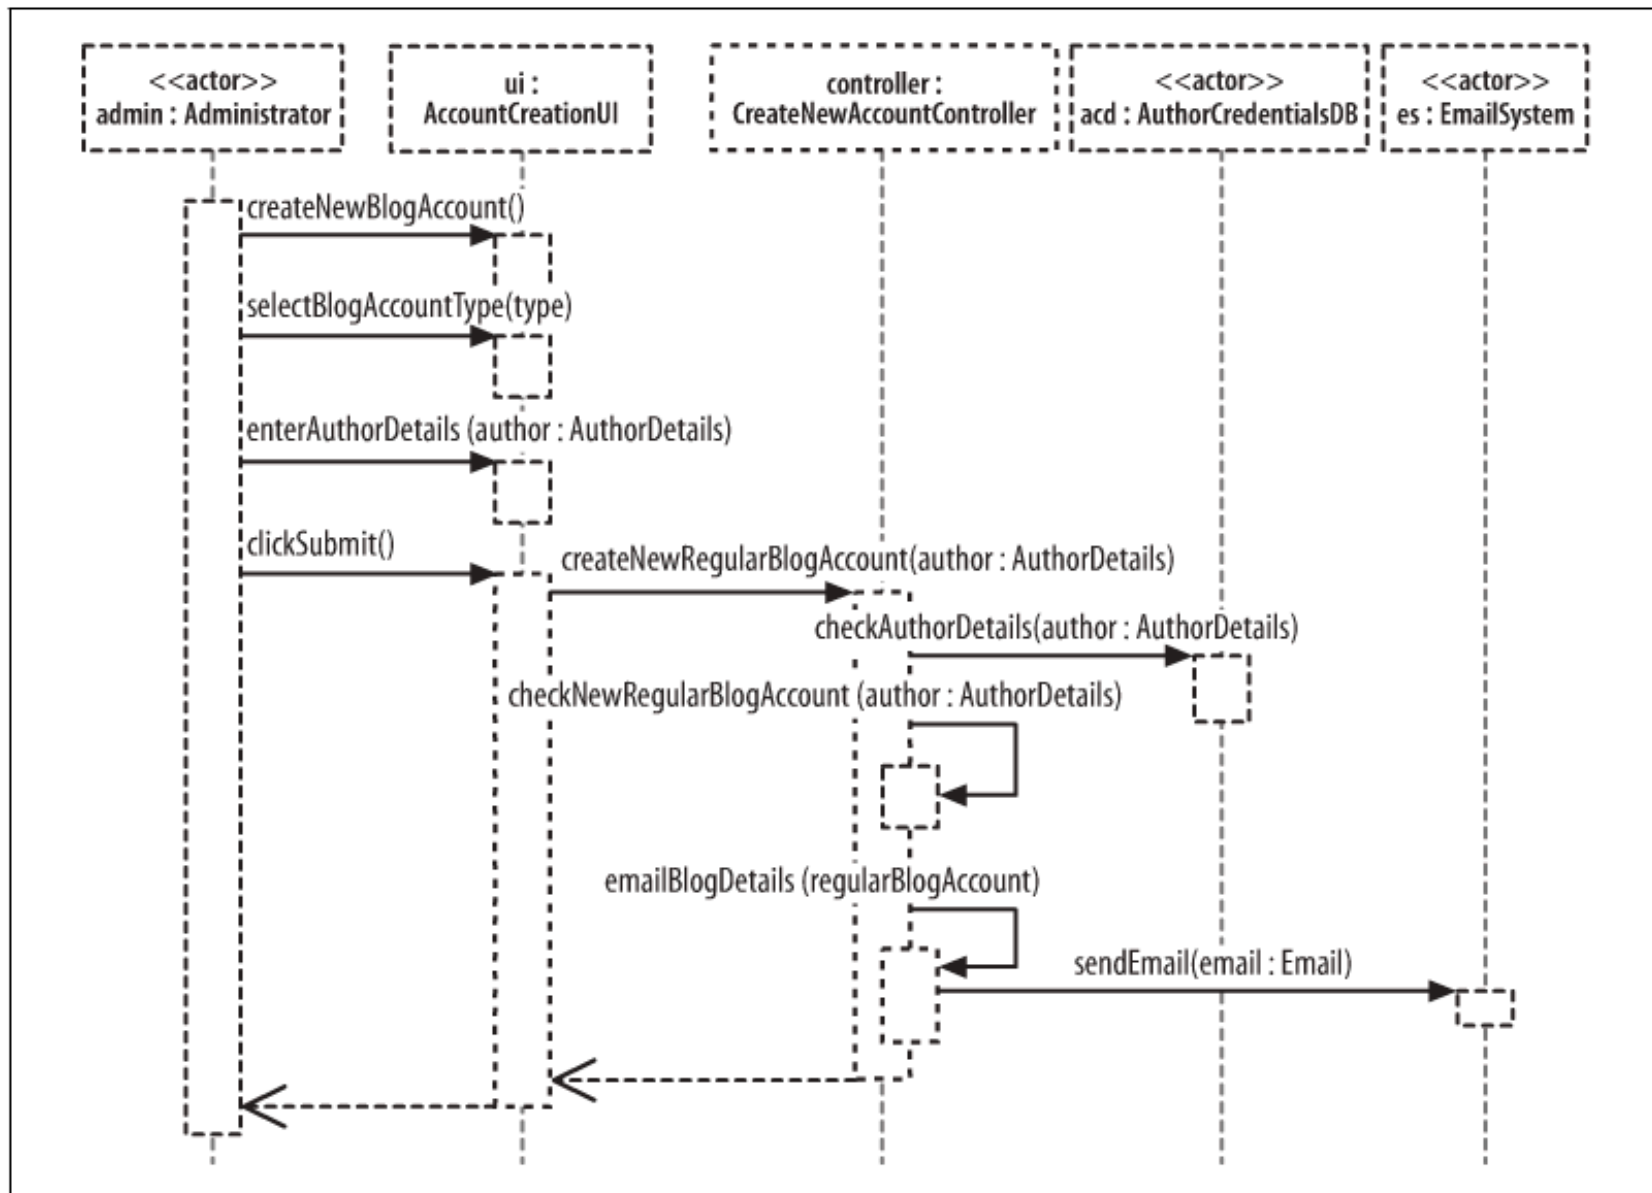 <<actor>>
admin : Administrator
ui :
AccountCreationUI
controller :
CreateNewAccountController
<<actor>>
acd : AuthorCredentialsDB
<<actor>>
es : EmailSystem
createNewBlogAccount()
selectBlogAccountType(type)
enterAuthorDetails (author : AuthorDetails)
clickSubmit()
createNewRegularBlogAccount(author : AuthorDetails)
checkAuthorDetails(author : AuthorDetails)
checkNewRegularBlogAccount (author : AuthorDetails)
emailBlogDetails (regularBlogAccount)
sendEmail(email : Email)